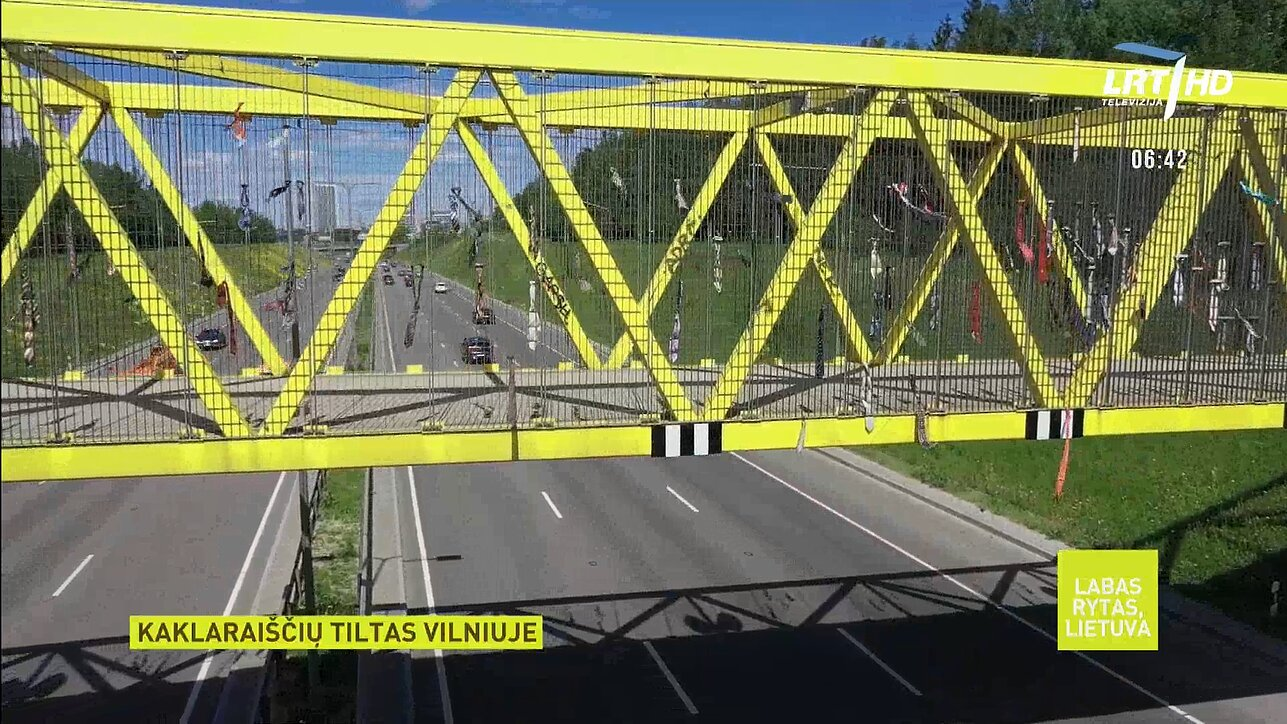 LRT HD
TELEVIZIJA
06:42
KAKLARAIŠČIŲ TILTAS VILNIUJE
LABAS
RYTAS,
LIETUVA